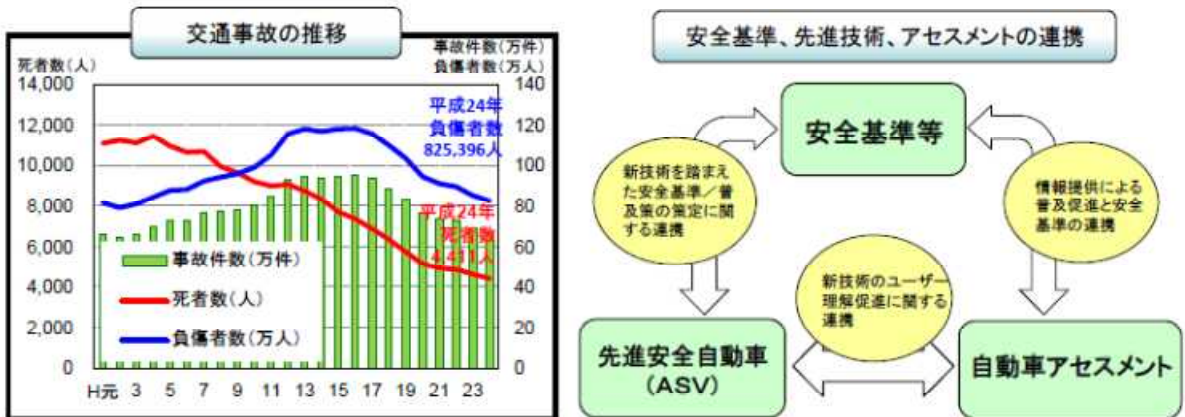 交通事故の推移
死者数(人)
事故件数(万件)
負傷者数(万人)
14,000
12,000
10,000
8,000
6,000
4,000
2,000
0
140
120
100
80
60
40
20
0
平成24年
負傷者数
825,396人
平成24年
死者数
4,411人
事故件数(万件)
死者数(人)
負傷者数(万人)
H元 3 5 7 9 11 13 15 17 19 21 23
安全基準、先進技術、アセスメントの連携
安全基準等
新技術を踏まえ
た安全基準/普
及策の策定に関
する連携
情報提供による
普及促進と安全
基準の連携
新技術のユーザー
理解促進に関する
連携
先進安全自動車
(ASV)
自動車アセスメント